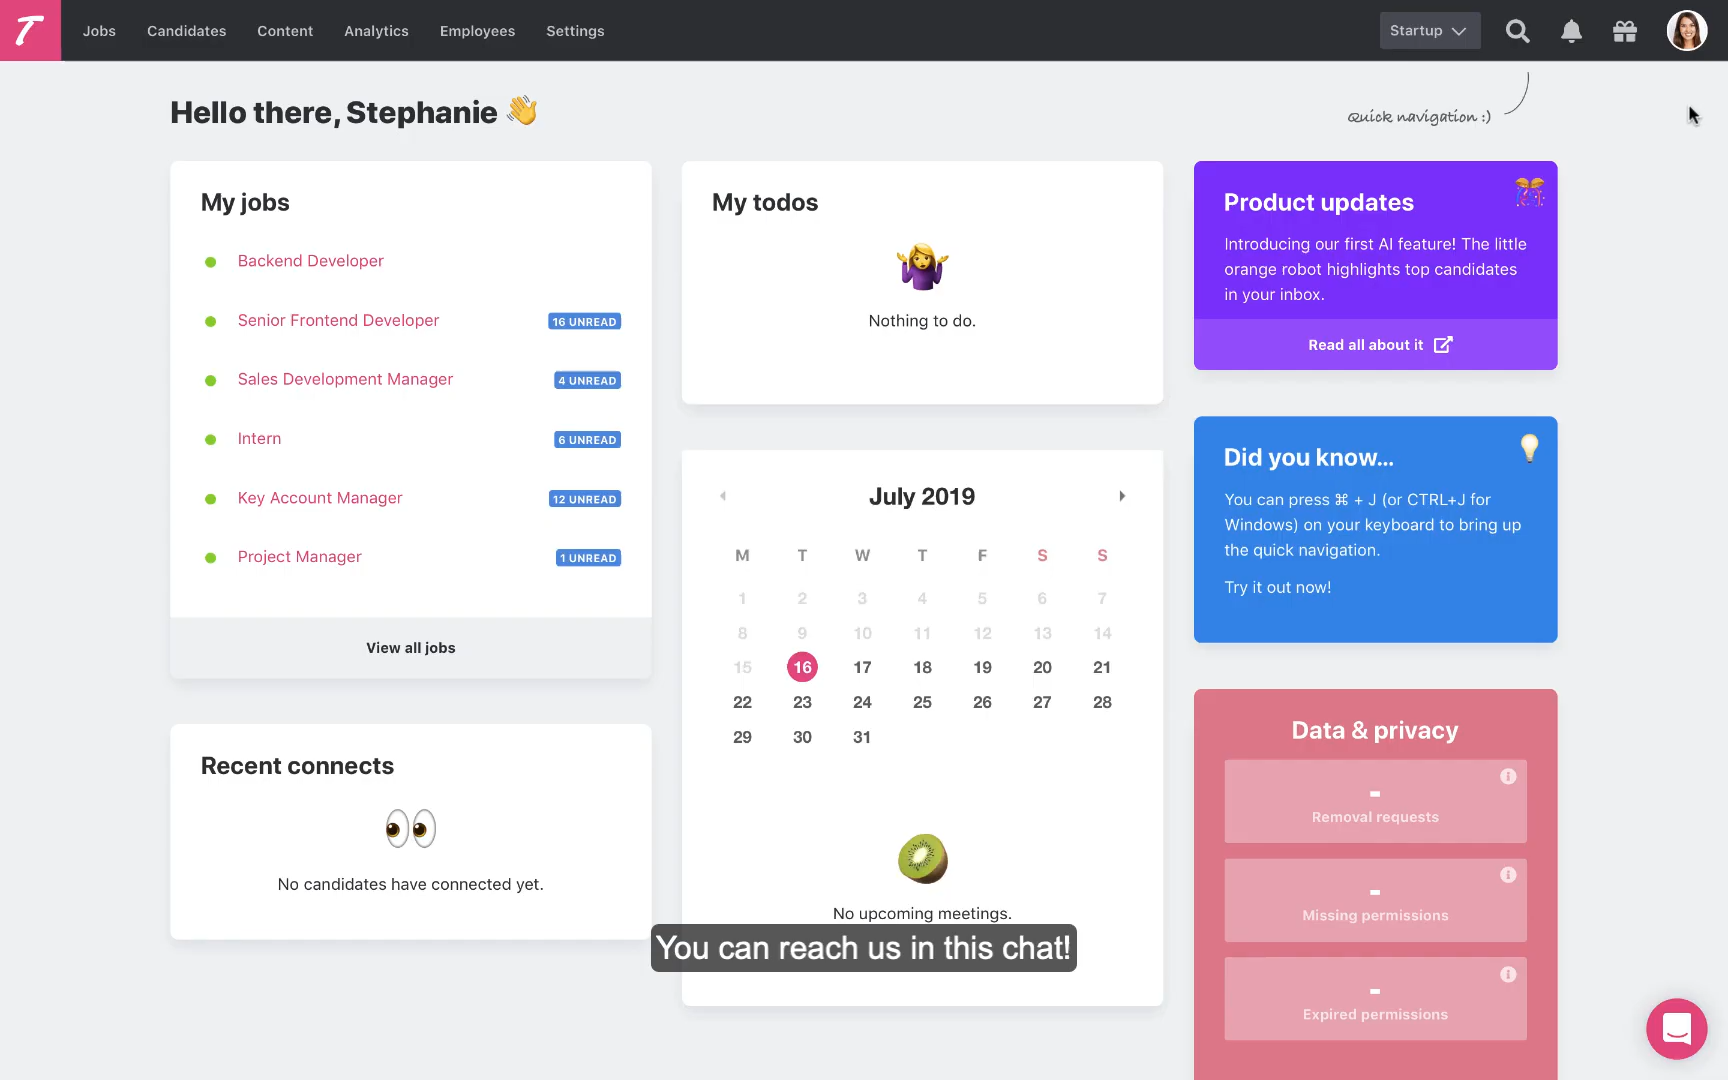 Jobs
Candidates
Content
Analytics
Employees
Settings
Startup
Hello there, Stephanie
Quick navigation :)
My jobs
Backend Developer
Senior Frontend Developer
16 UNREAD
Sales Development Manager
4 UNREAD
Intern
6 UNREAD
Key Account Manager
12 UNREAD
Project Manager
1 UNREAD
View all jobs
Recent connects
No candidates have connected yet.
My todos
Nothing to do.
July 2019
M T W T F S S
1 2 3 4 5 6 7
8 9 10 11 12 13 14
15 16 17 18 19 20 21
22 23 24 25 26 27 28
29 30 31
No upcoming meetings.
You can reach us in this chat!
Product updates
Introducing our first AI feature! The little
orange robot highlights top candidates
in your inbox.
Read all about it
Did you know...
You can press ⌘ + J (or CTRL+J for
Windows) on your keyboard to bring up
the quick navigation.
Try it out now!
Data & privacy
-
Removal requests
-
Missing permissions
-
Expired permissions